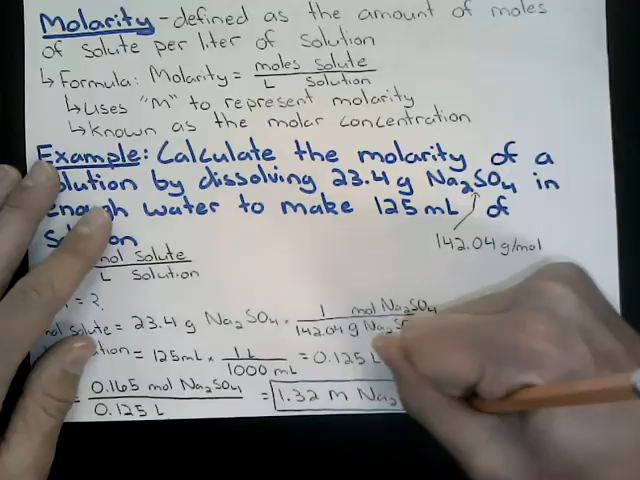 Molarity - defined as the amount of moles
of solute per liter of solution
↳ Formula: Molarity = moles solute / L solution
↳ Uses "M" to represent molarity
↳ Known as the molar concentration
Example: Calculate the molarity of a
olution by dissolving 23.4 g Na₂SO₄ in
enough water to make 125 mL of
142.04 g/mol
mol solute / L solution
= ?
mol solute = 23.4 g Na₂SO₄ · 1 mol Na₂SO₄ / 142.04 g Na₂S
ution = 125 mL · 1 L / 1000 mL = 0.125 L
0.165 mol Na₂SO₄ / 0.125 L = 1.32 M Na₂